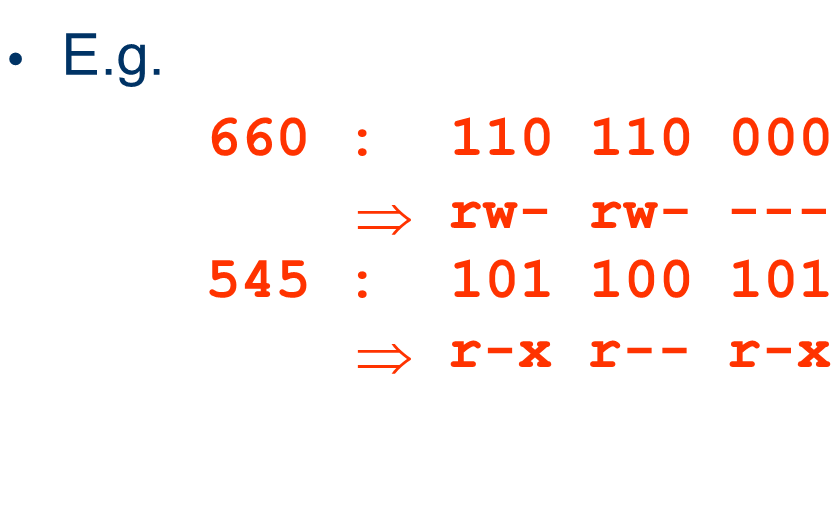 • E.g.
660 : 110 110 000
⇒ rw- rw- ---
545 : 101 100 101
⇒ r-x r-- r-x